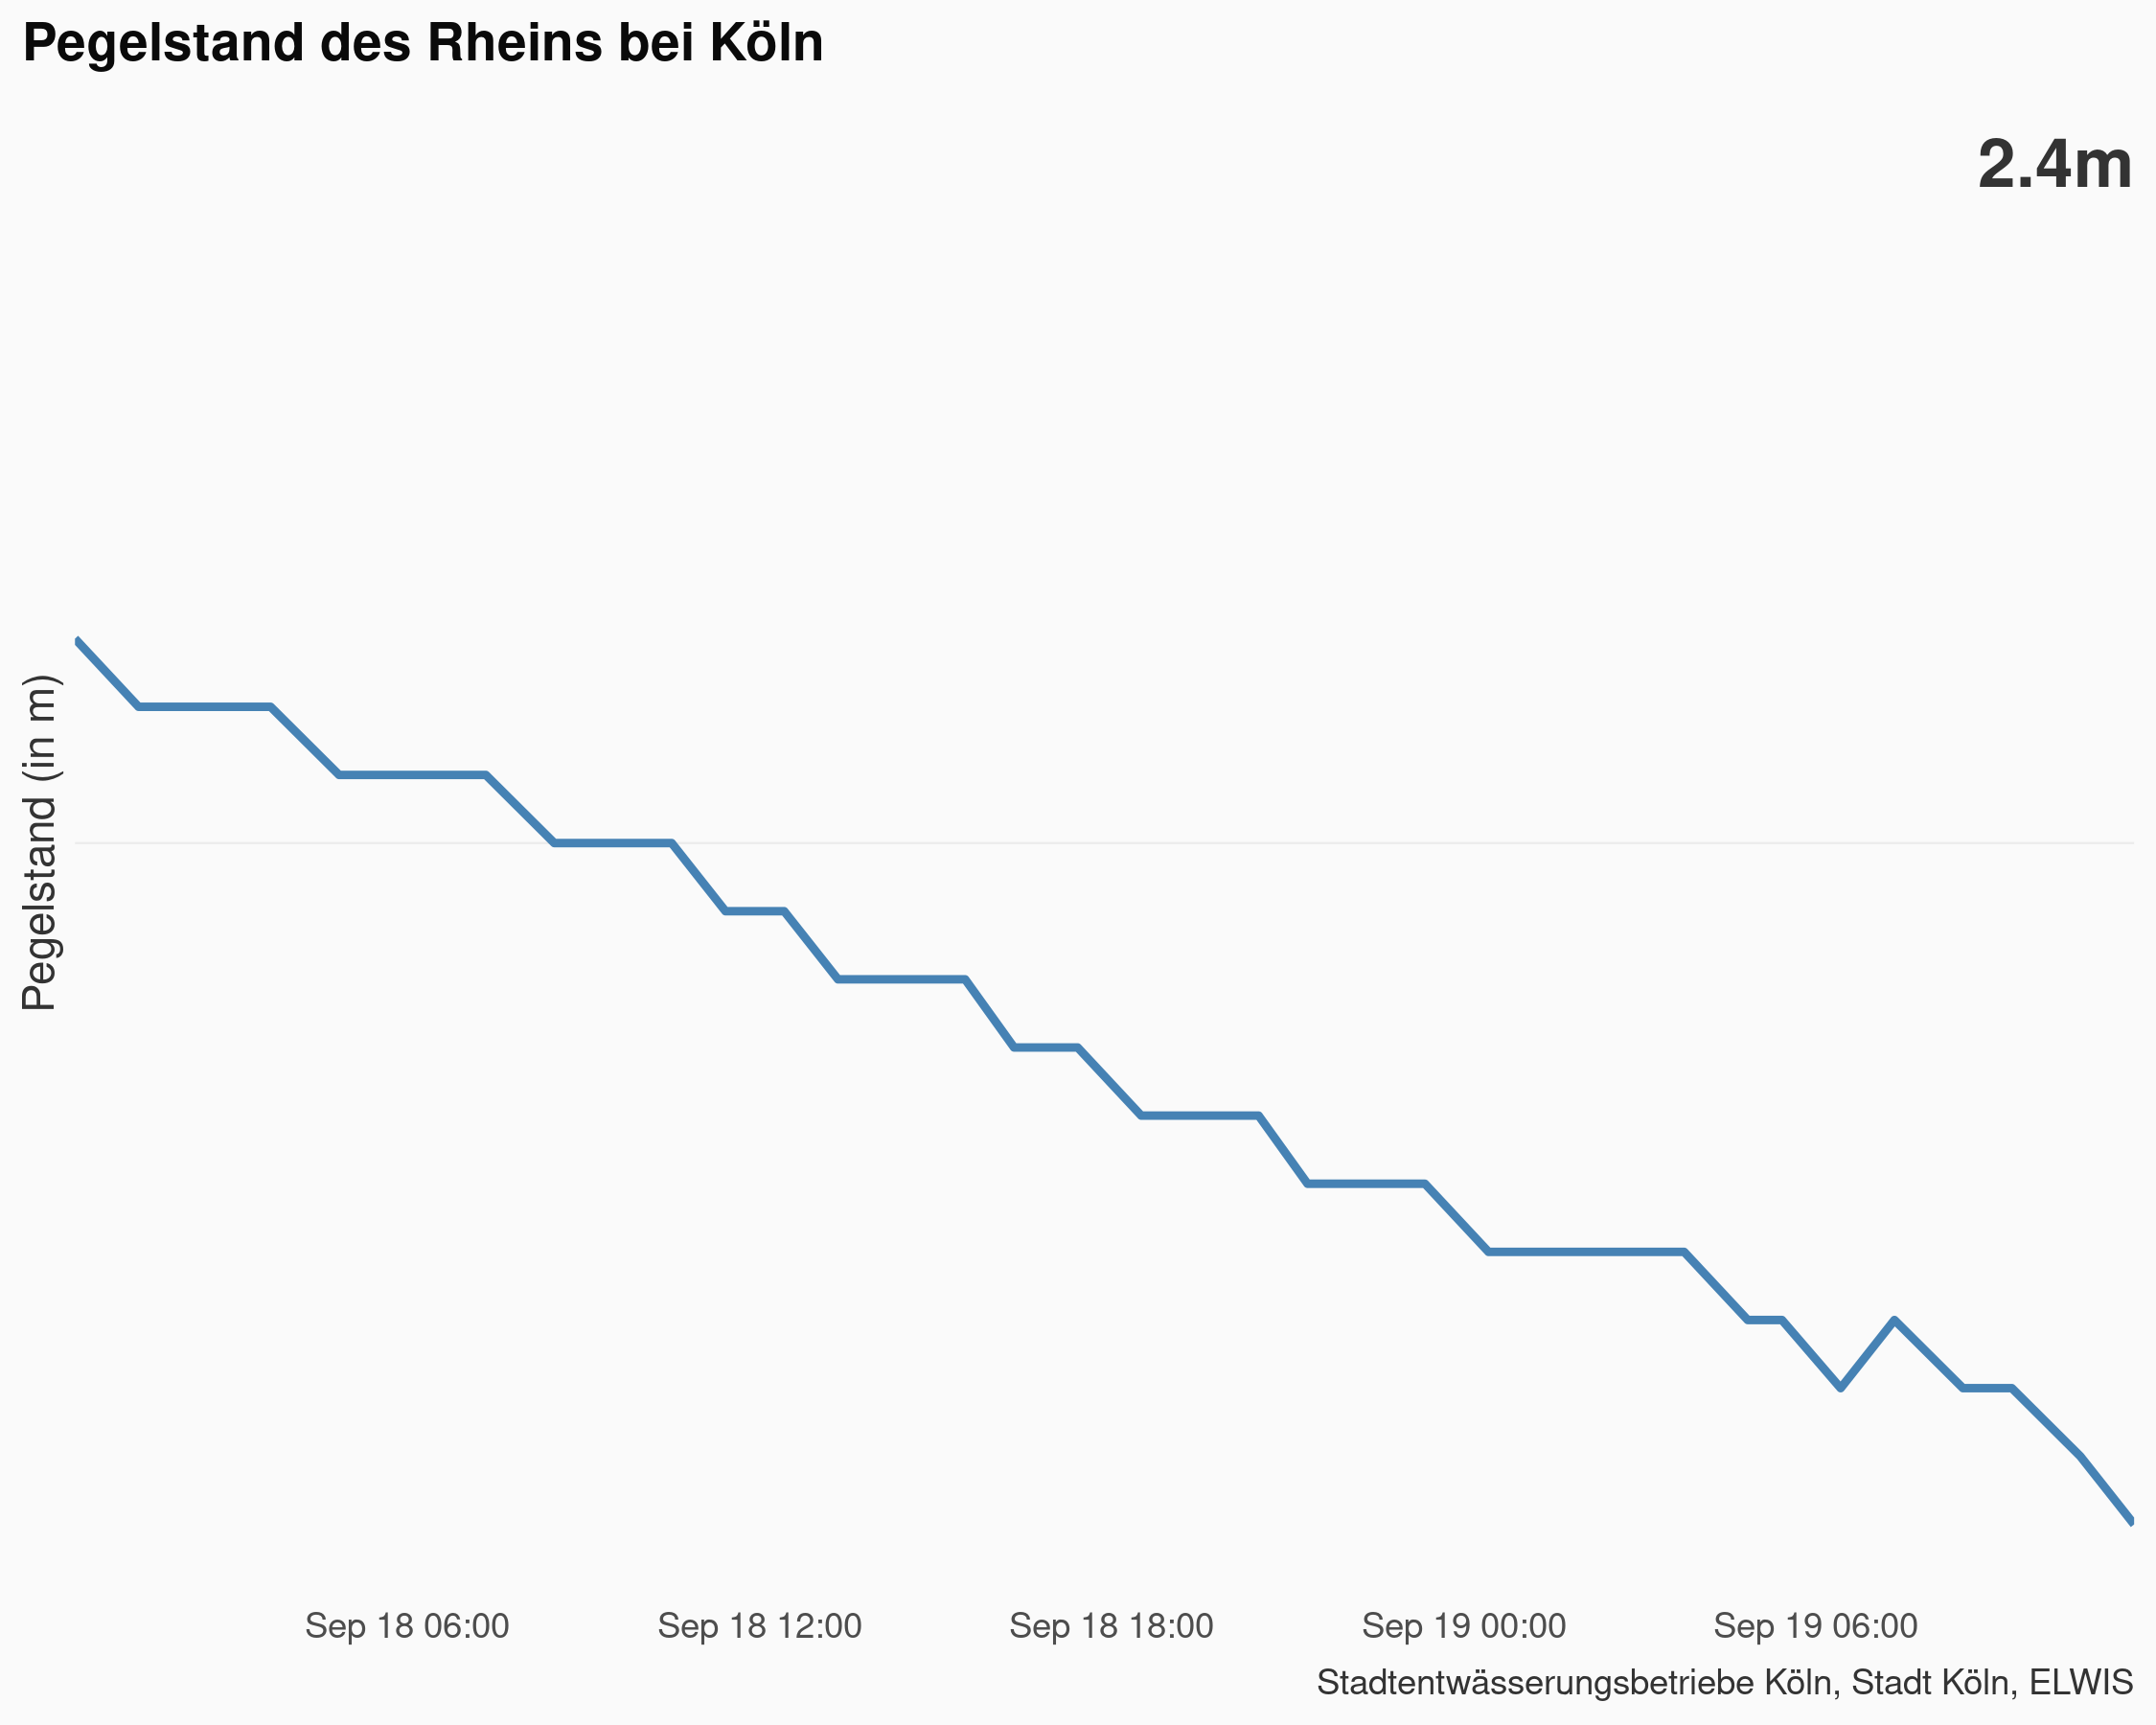 Pegelstand des Rheins bei Köln
2.4m
Pegelstand (in m)
Sep 18 06:00 Sep 18 12:00 Sep 18 18:00 Sep 19 00:00 Sep 19 06:00
Stadtentwässerungsbetriebe Köln, Stadt Köln, ELWIS